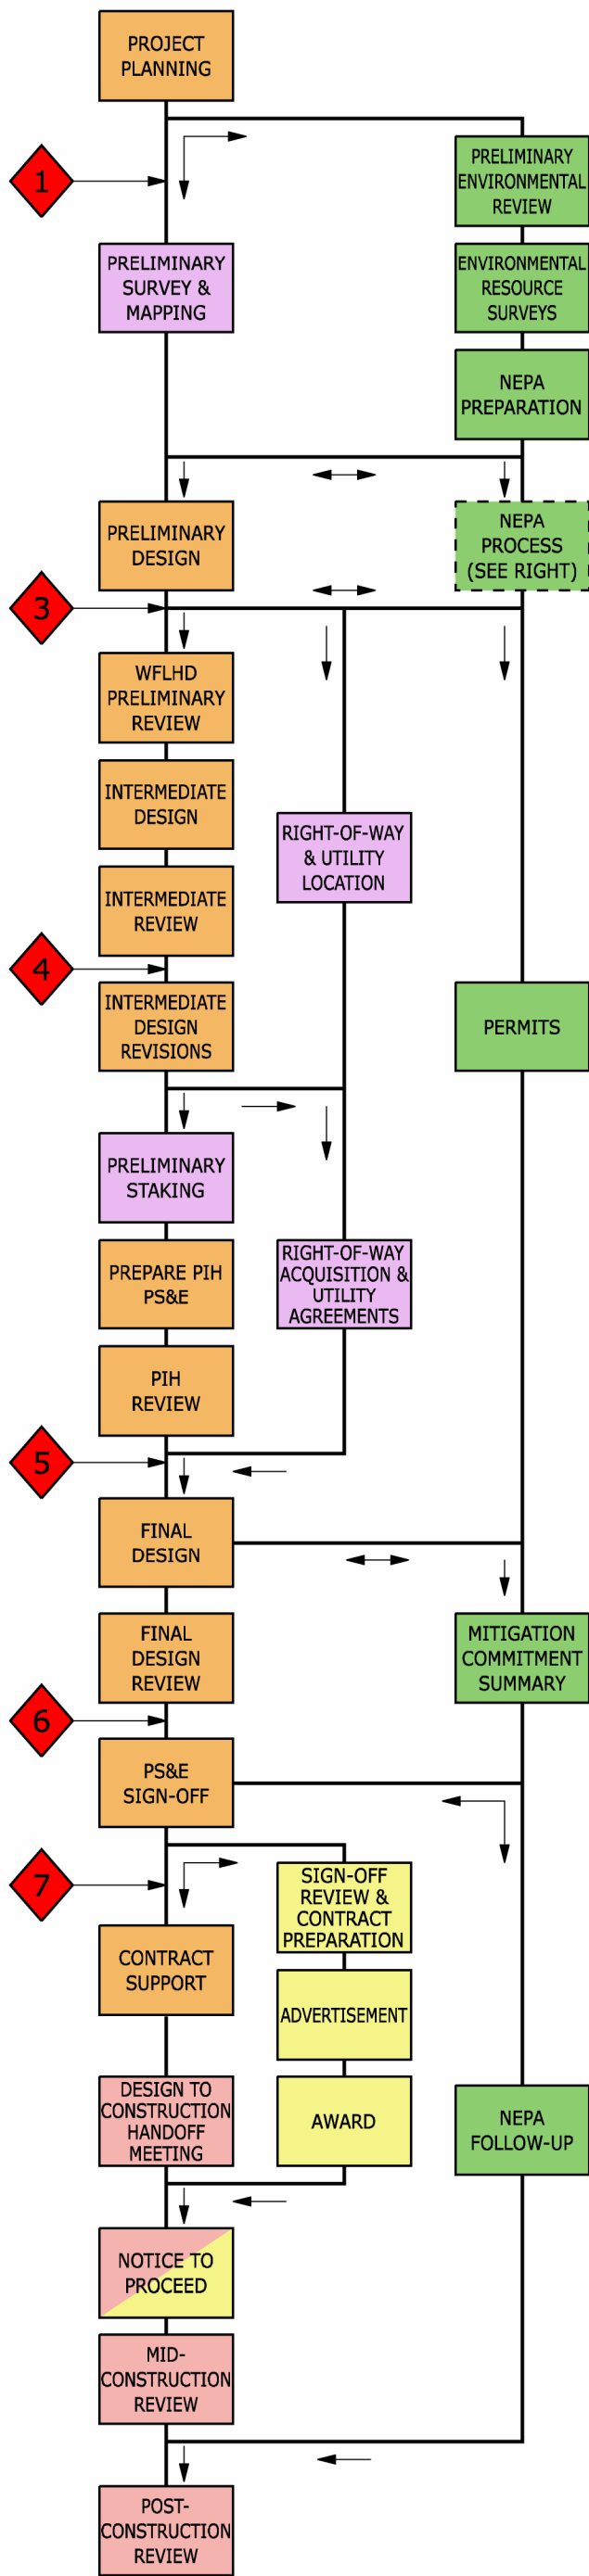 PROJECT
PLANNING
1
PRELIMINARY
ENVIRONMENTAL
REVIEW
PRELIMINARY
SURVEY &
MAPPING
ENVIRONMENTAL
RESOURCE
SURVEYS
NEPA
PREPARATION
PRELIMINARY
DESIGN
NEPA
PROCESS
(SEE RIGHT)
3
WFLHD
PRELIMINARY
REVIEW
INTERMEDIATE
DESIGN
RIGHT-OF-WAY
& UTILITY
LOCATION
INTERMEDIATE
REVIEW
4
INTERMEDIATE
DESIGN
REVISIONS
PERMITS
PRELIMINARY
STAKING
PREPARE PIH
PS&E
RIGHT-OF-WAY
ACQUISITION &
UTILITY
AGREEMENTS
PIH
REVIEW
5
FINAL
DESIGN
FINAL
DESIGN
REVIEW
MITIGATION
COMMITMENT
SUMMARY
6
PS&E
SIGN-OFF
7
SIGN-OFF
REVIEW &
CONTRACT
PREPARATION
CONTRACT
SUPPORT
ADVERTISEMENT
DESIGN TO
CONSTRUCTION
HANDOFF
MEETING
AWARD
NEPA
FOLLOW-UP
NOTICE TO
PROCEED
MID-
CONSTRUCTION
REVIEW
POST-
CONSTRUCTION
REVIEW